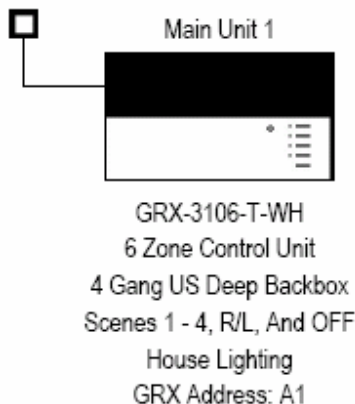 Main Unit 1
GRX-3106-T-WH
6 Zone Control Unit
4 Gang US Deep Backbox
Scenes 1 - 4, R/L, And OFF
House Lighting
GRX Address: A1